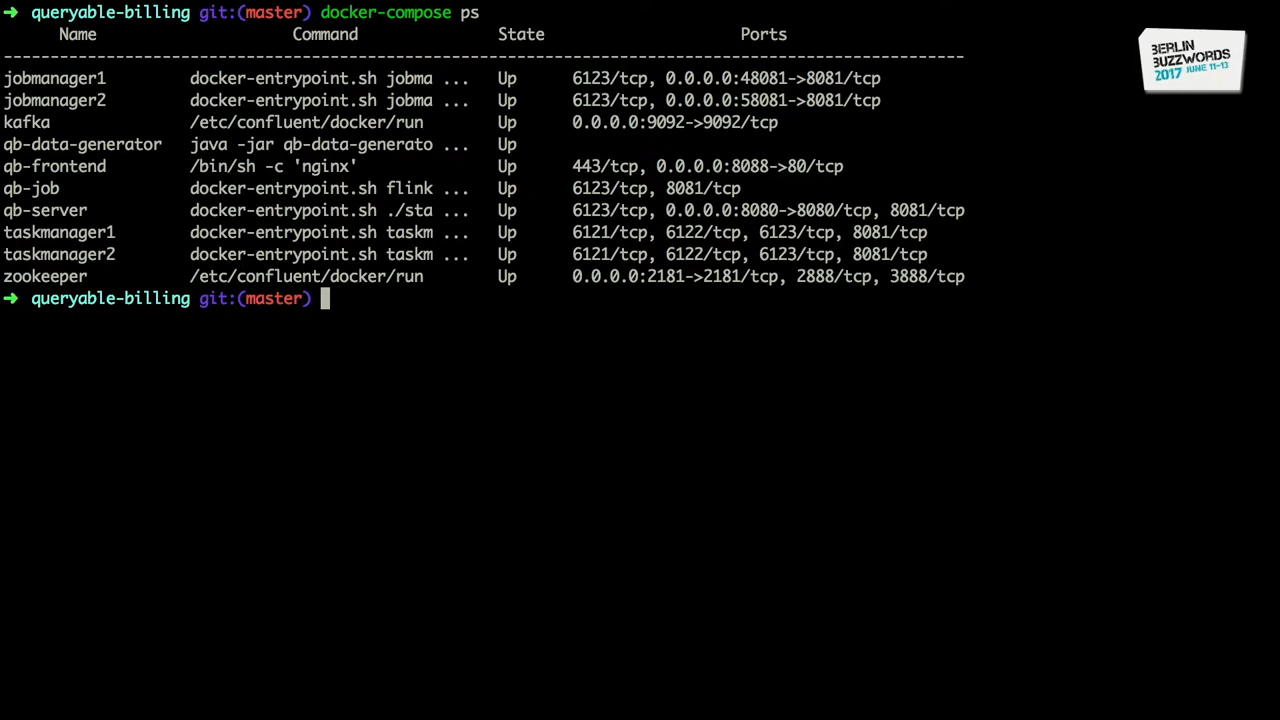 ➜  queryable-billing git:(master) docker-compose ps
Name Command State Ports
-------------------------------------------------------------------------------------------------------
jobmanager1 docker-entrypoint.sh jobma ... Up 6123/tcp, 0.0.0.0:48081->8081/tcp
jobmanager2 docker-entrypoint.sh jobma ... Up 6123/tcp, 0.0.0.0:58081->8081/tcp
kafka /etc/confluent/docker/run Up 0.0.0.0:9092->9092/tcp
qb-data-generator java -jar qb-data-generato ... Up
qb-frontend /bin/sh -c 'nginx' Up 443/tcp, 0.0.0.0:8088->80/tcp
qb-job docker-entrypoint.sh flink ... Up 6123/tcp, 8081/tcp
qb-server docker-entrypoint.sh ./sta ... Up 6123/tcp, 0.0.0.0:8080->8080/tcp, 8081/tcp
taskmanager1 docker-entrypoint.sh taskm ... Up 6121/tcp, 6122/tcp, 6123/tcp, 8081/tcp
taskmanager2 docker-entrypoint.sh taskm ... Up 6121/tcp, 6122/tcp, 6123/tcp, 8081/tcp
zookeeper /etc/confluent/docker/run Up 0.0.0.0:2181->2181/tcp, 2888/tcp, 3888/tcp
➜  queryable-billing git:(master)
BERLIN
BUZZWORDS
2017 JUNE 11-13